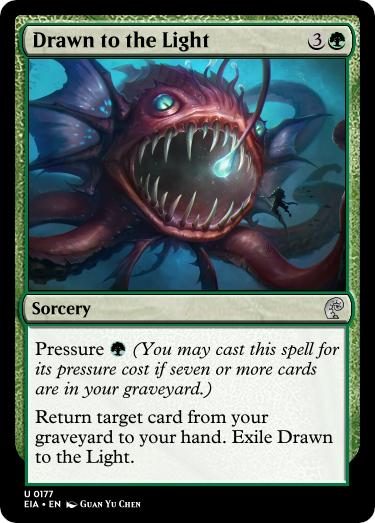 Drawn to the Light 3
Sorcery
Pressure (You may cast this spell for
its pressure cost if seven or more cards
are in your graveyard.)
Return target card from your
graveyard to your hand. Exile Drawn
to the Light.
U 0177
EIA • EN Guan Yu Chen